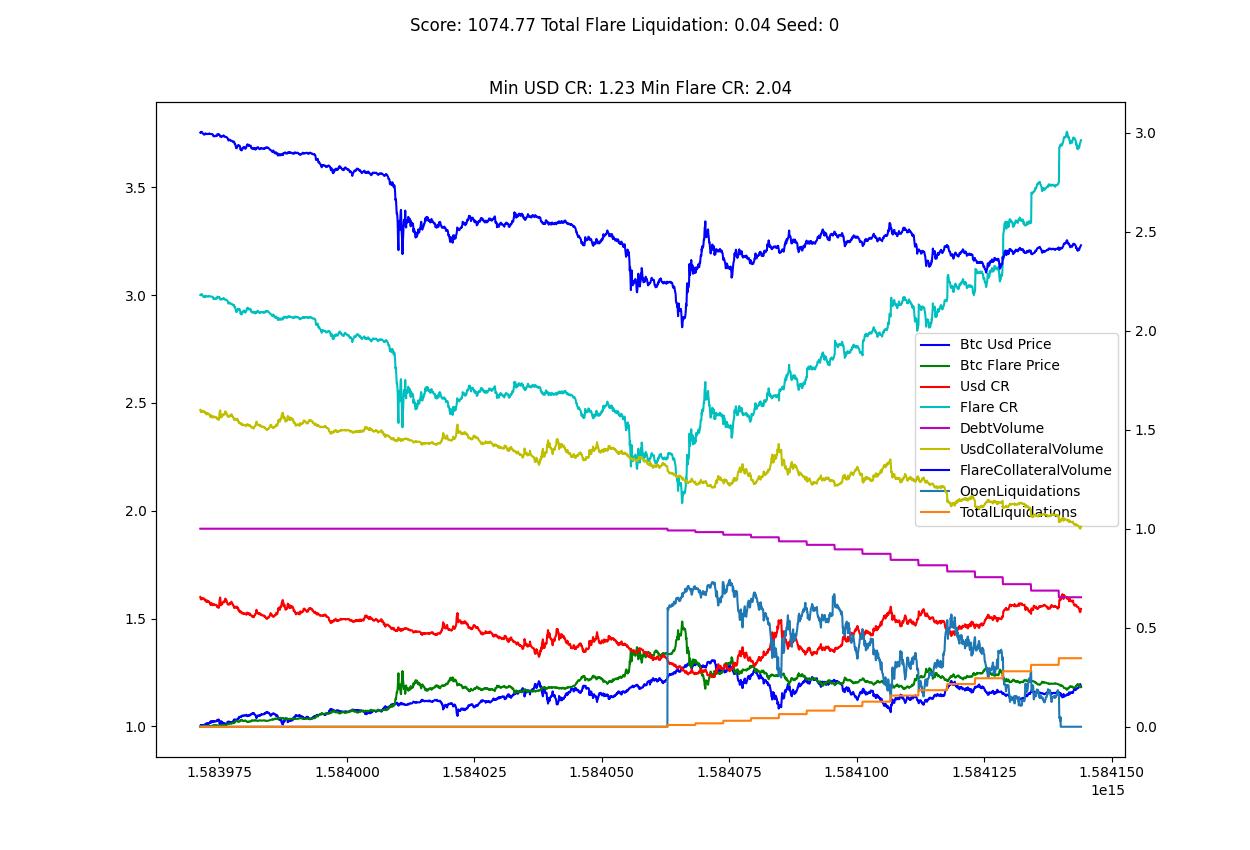 Score: 1074.77 Total Flare Liquidation: 0.04 Seed: 0
Min USD CR: 1.23 Min Flare CR: 2.04
3.5
3.0
2.5
2.0
1.5
1.0
3.0
2.5
2.0
1.5
1.0
0.5
0.0
Btc Usd Price
Btc Flare Price
Usd CR
Flare CR
DebtVolume
UsdCollateralVolume
FlareCollateralVolume
OpenLiquidations
TotalLiquidations
1.583975 1.584000 1.584025 1.584050 1.584075 1.584100 1.584125 1.584150
1e15